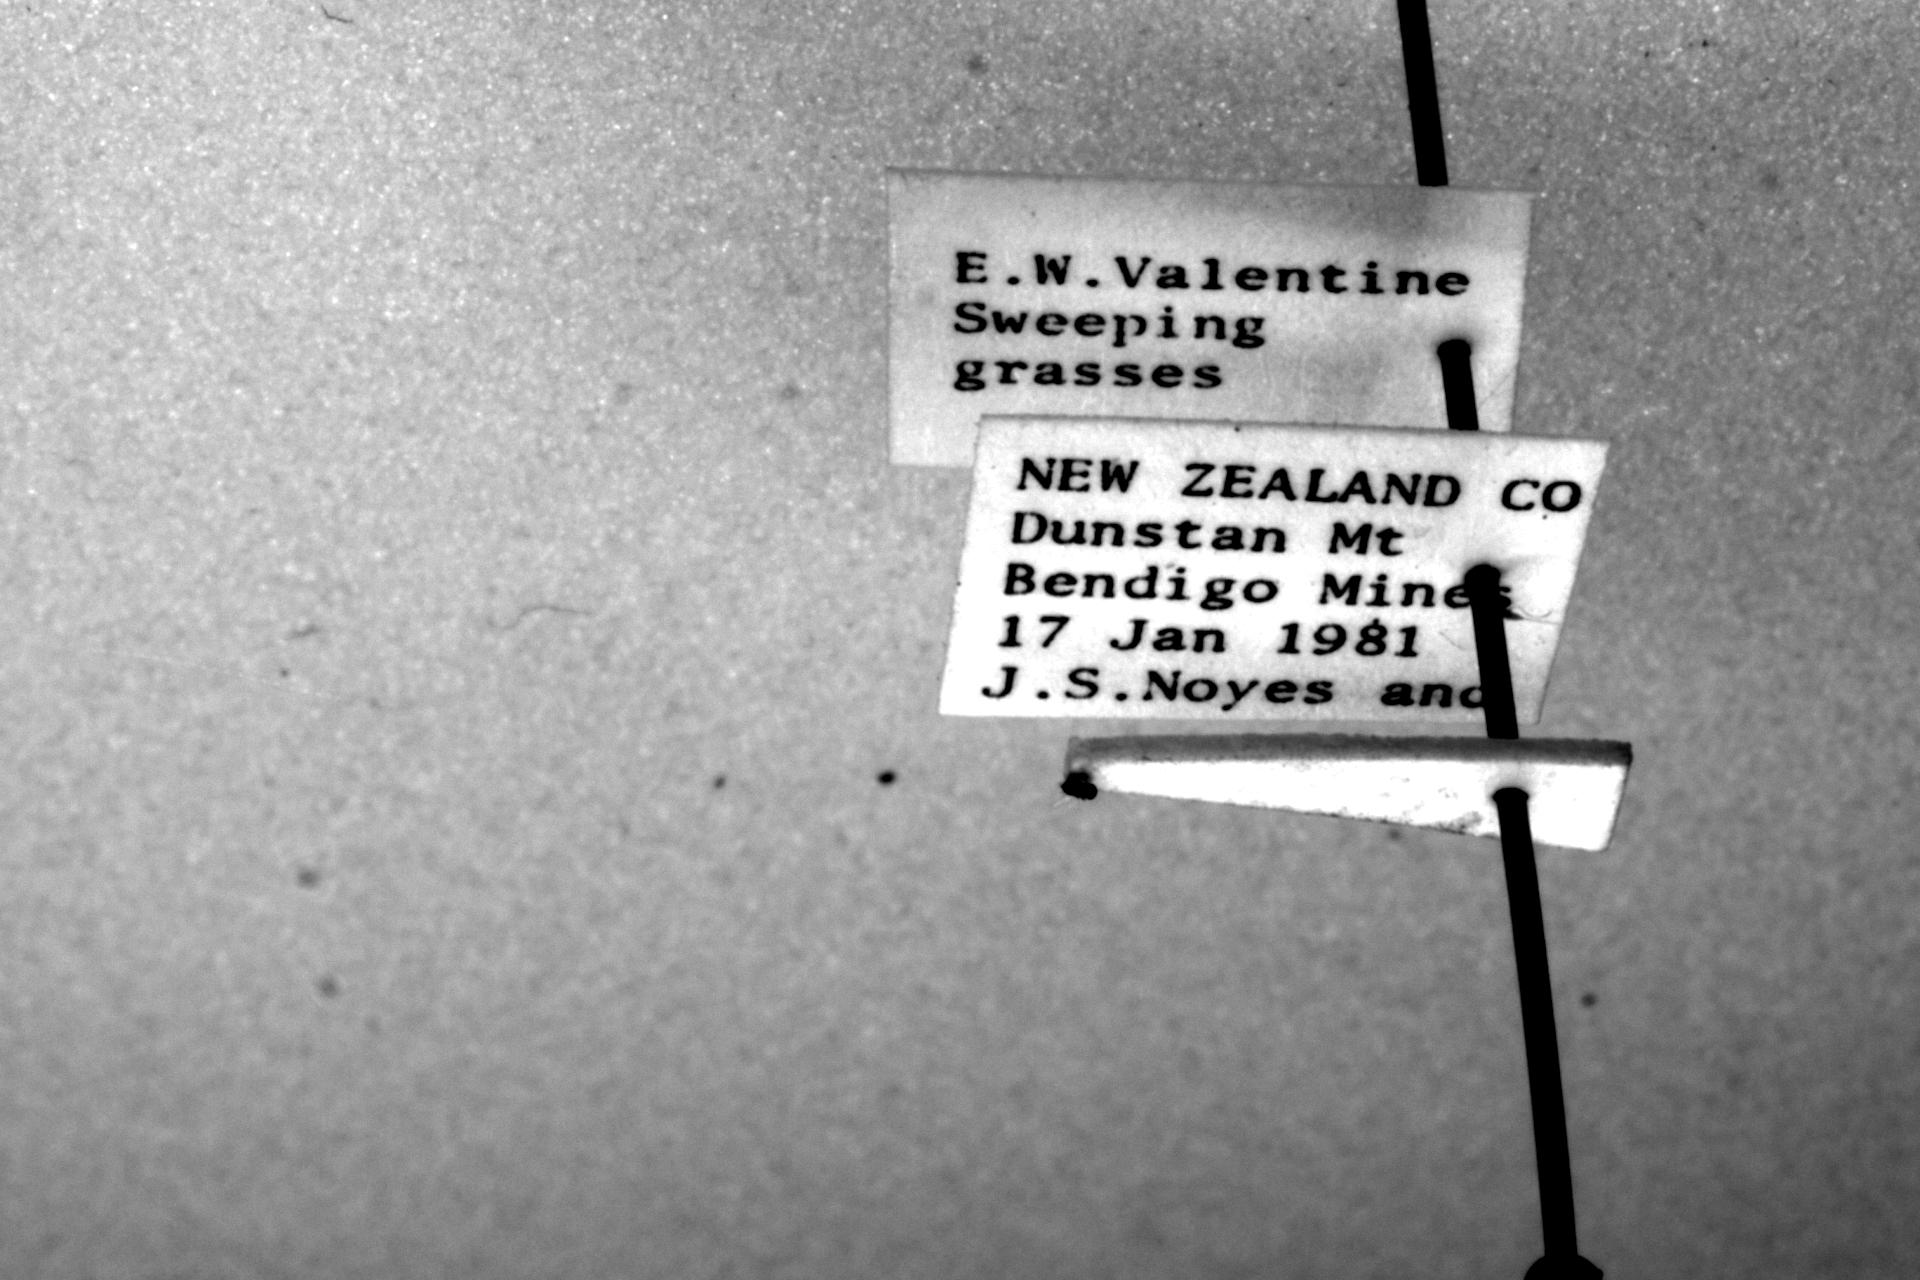 E.W.Valentine
Sweeping
grasses
NEW ZEALAND CO
Dunstan Mt
Bendigo Mines
17 Jan 1981
J.S.Noyes and